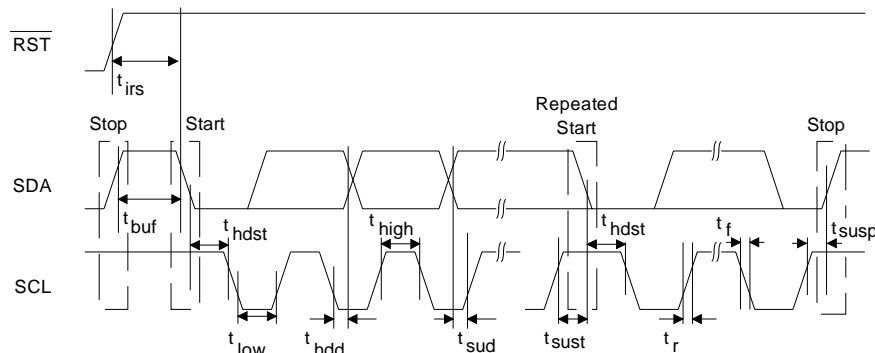 RST
t irs
Repeated
Stop Start Start Stop
SDA
t buf t hdst t high t hdst t f t susp
SCL
t low t hdd t sud t sust t r